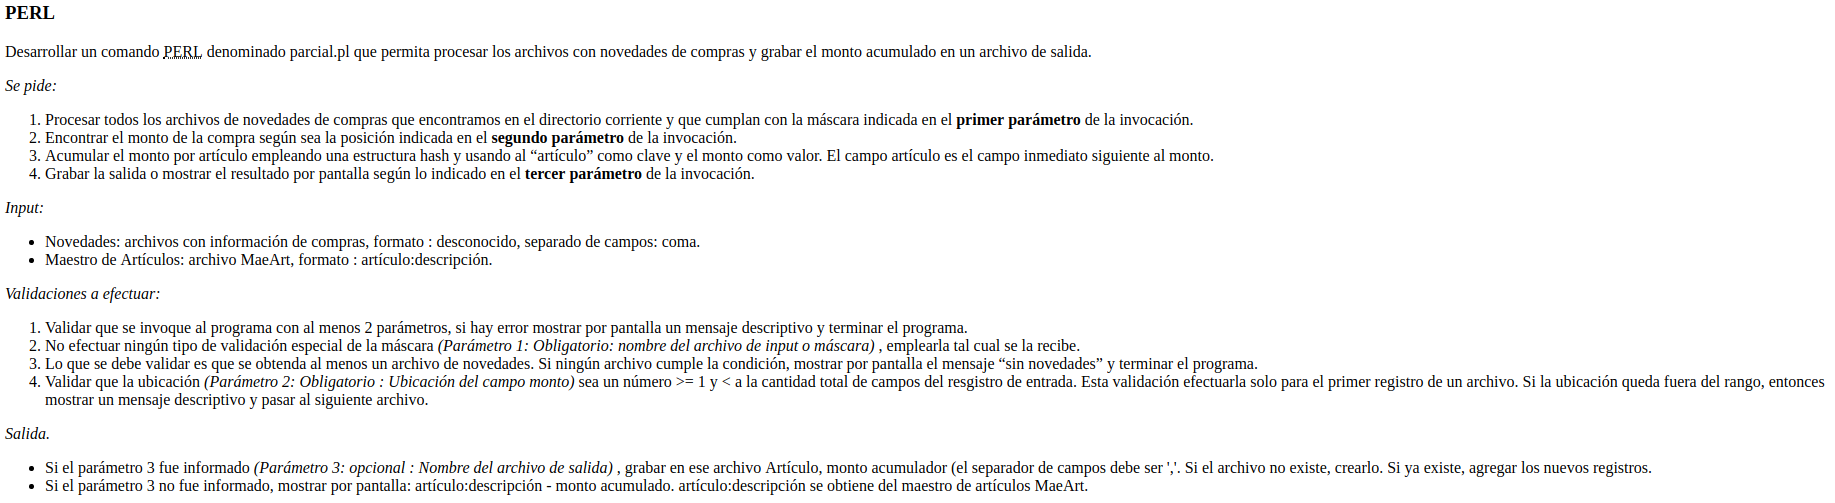 PERL
Desarrollar un comando PERL denominado parcial.pl que permita procesar los archivos con novedades de compras y grabar el monto acumulado en un archivo de salida.
Se pide:
1. Procesar todos los archivos de novedades de compras que encontramos en el directorio corriente y que cumplan con la máscara indicada en el primer parámetro de la invocación.
2. Encontrar el monto de la compra según sea la posición indicada en el segundo parámetro de la invocación.
3. Acumular el monto por artículo empleando una estructura hash y usando al “artículo” como clave y el monto como valor. El campo artículo es el campo inmediato siguiente al monto.
4. Grabar la salida o mostrar el resultado por pantalla según lo indicado en el tercer parámetro de la invocación.
Input:
• Novedades: archivos con información de compras, formato : desconocido, separado de campos: coma.
• Maestro de Artículos: archivo MaeArt, formato : artículo:descripción.
Validaciones a efectuar:
1. Validar que se invoque al programa con al menos 2 parámetros, si hay error mostrar por pantalla un mensaje descriptivo y terminar el programa.
2. No efectuar ningún tipo de validación especial de la máscara (Parámetro 1: Obligatorio: nombre del archivo de input o máscara) , emplearla tal cual se la recibe.
3. Lo que se debe validar es que se obtenda al menos un archivo de novedades. Si ningún archivo cumple la condición, mostrar por pantalla el mensaje “sin novedades” y terminar el programa.
4. Validar que la ubicación (Parámetro 2: Obligatorio : Ubicación del campo monto) sea un número >= 1 y < a la cantidad total de campos del resgistro de entrada. Esta validación efectuarla solo para el primer registro de un archivo. Si la ubicación queda fuera del rango, entonces
mostrar un mensaje descriptivo y pasar al siguiente archivo.
Salida.
• Si el parámetro 3 fue informado (Parámetro 3: opcional : Nombre del archivo de salida) , grabar en ese archivo Artículo, monto acumulador (el separador de campos debe ser ','. Si el archivo no existe, crearlo. Si ya existe, agregar los nuevos registros.
• Si el parámetro 3 no fue informado, mostrar por pantalla: artículo:descripción - monto acumulado. artículo:descripción se obtiene del maestro de artículos MaeArt.